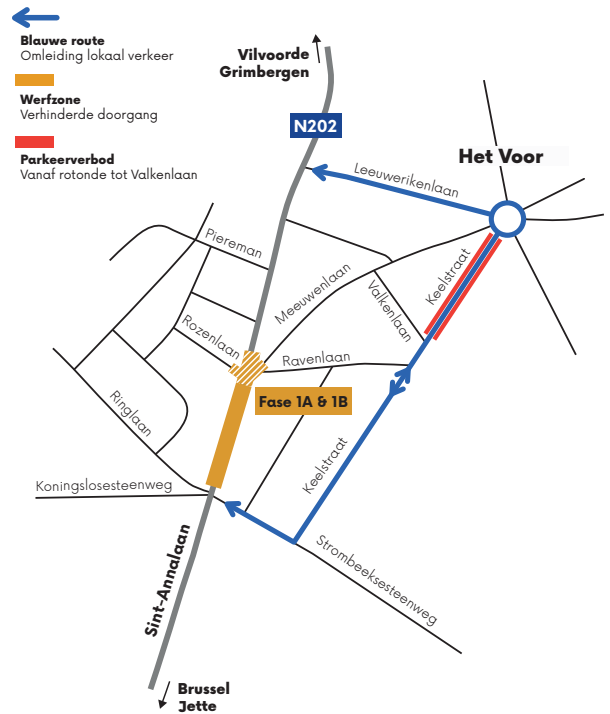 Blauwe route
Omleiding lokaal verkeer
Werfzone
Verhinderde doorgang
Parkeerverbod
Vanaf rotonde tot Valkenlaan
Vilvoorde
Grimbergen
N202
Het Voor
Leeuwerikenlaan
Piereman
Meeuwenlaan
Valkenlaan
Keelstraat
Rozenlaan
Ravenlaan
Fase 1A & 1B
Ringlaan
Keelstraat
Koningslosesteenweg
Strombeeksesteenweg
Sint-Annalaan
Brussel
Jette